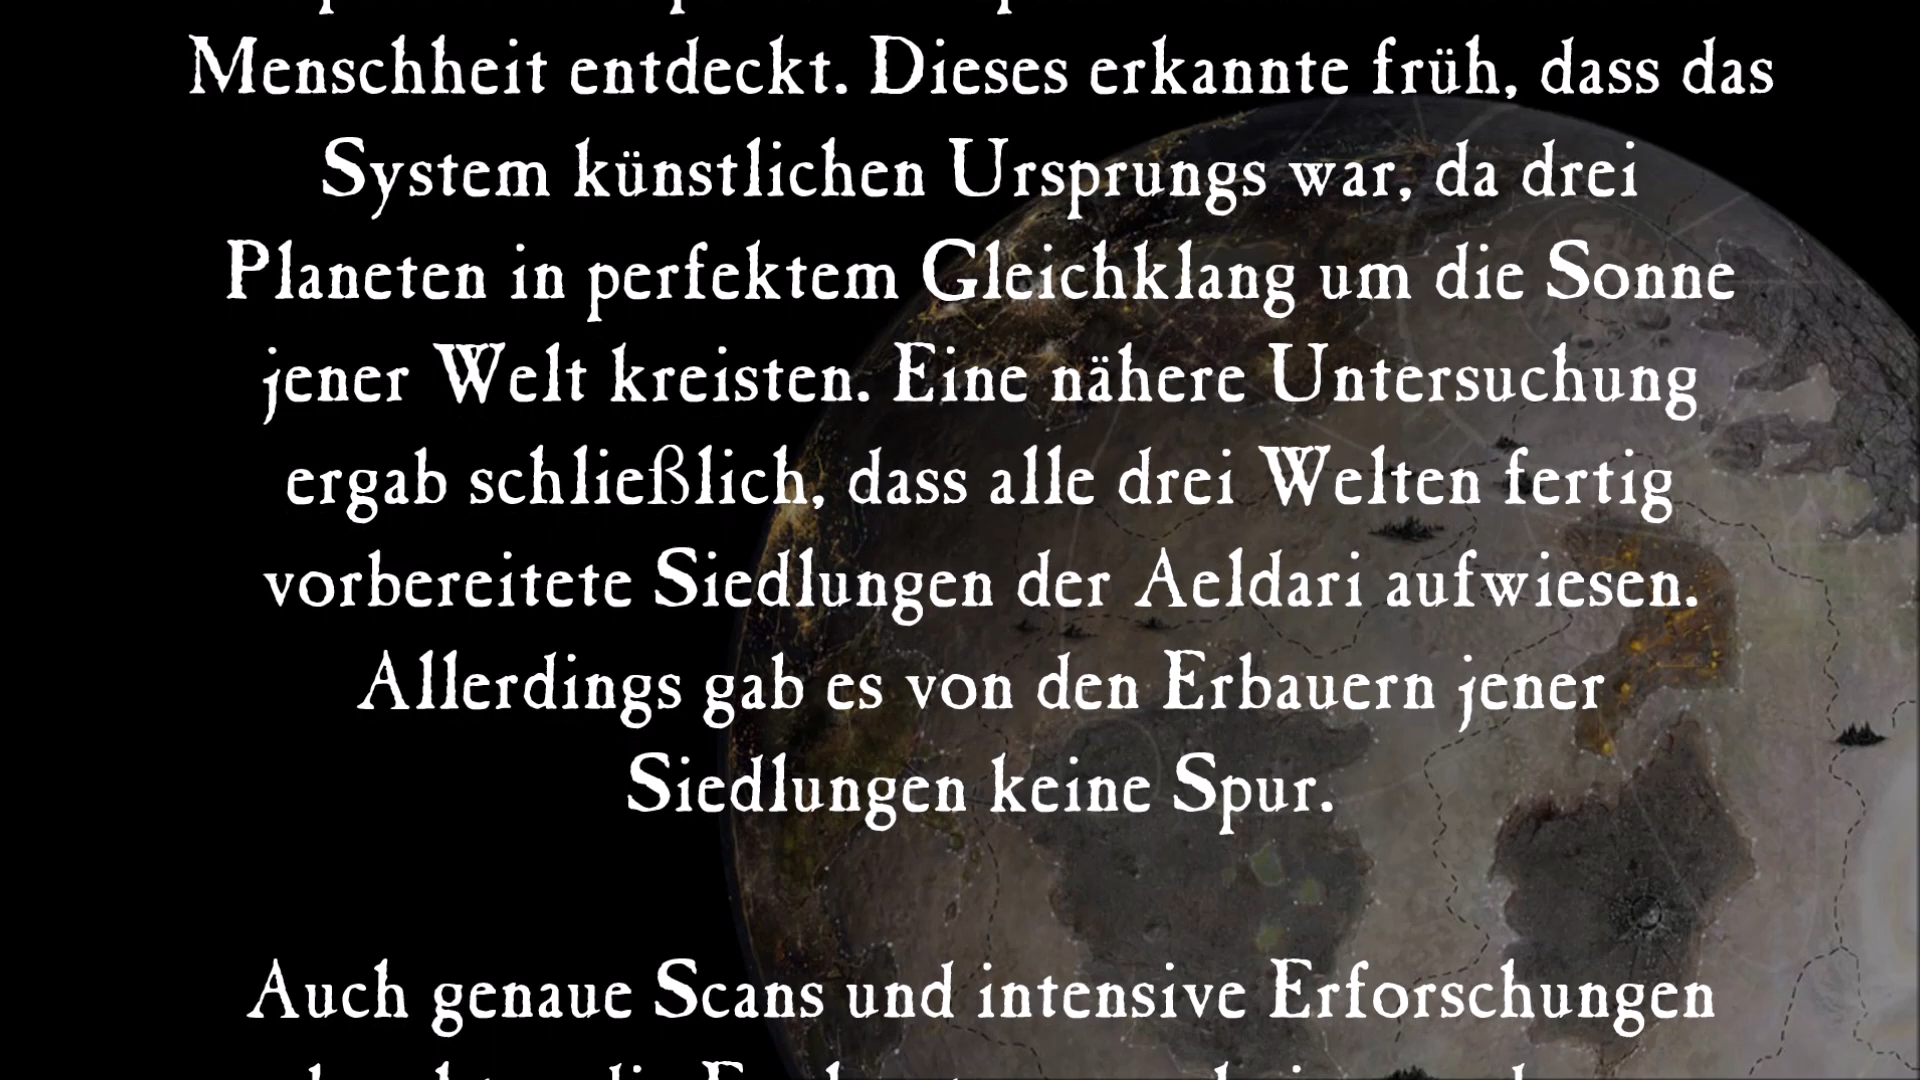 Menschheit entdeckt. Dieses erkannte früh, dass das
System künstlichen Ursprungs war, da drei
Planeten in perfektem Gleichklang um die Sonne
jener Welt kreisten. Eine nähere Untersuchung
ergab schließlich, dass alle drei Welten fertig
vorbereitete Siedlungen der Aeldari aufwiesen.
Allerdings gab es von den Erbauern jener
Siedlungen keine Spur.
Auch genaue Scans und intensive Erforschungen